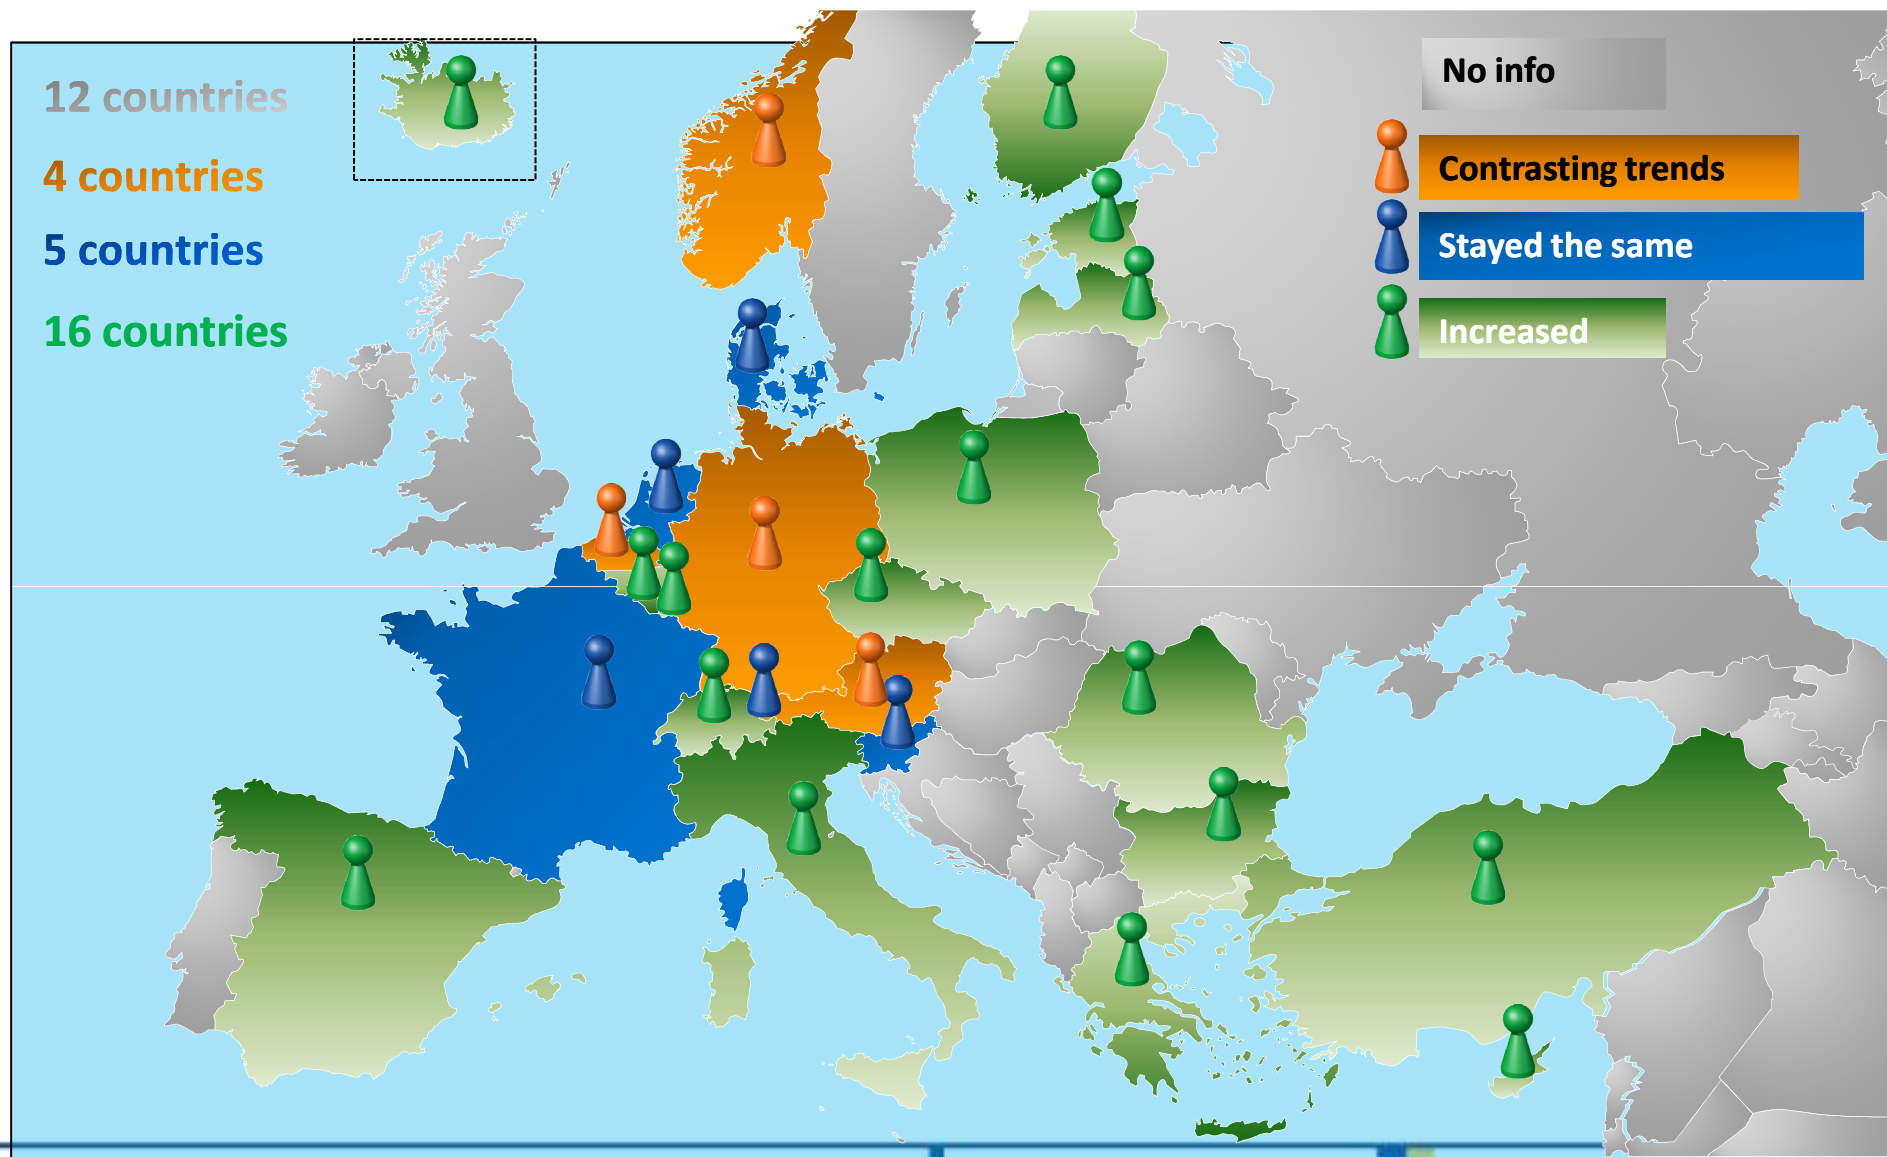 12 countries
4 countries
5 countries
16 countries
No info
Contrasting trends
Stayed the same
Increased